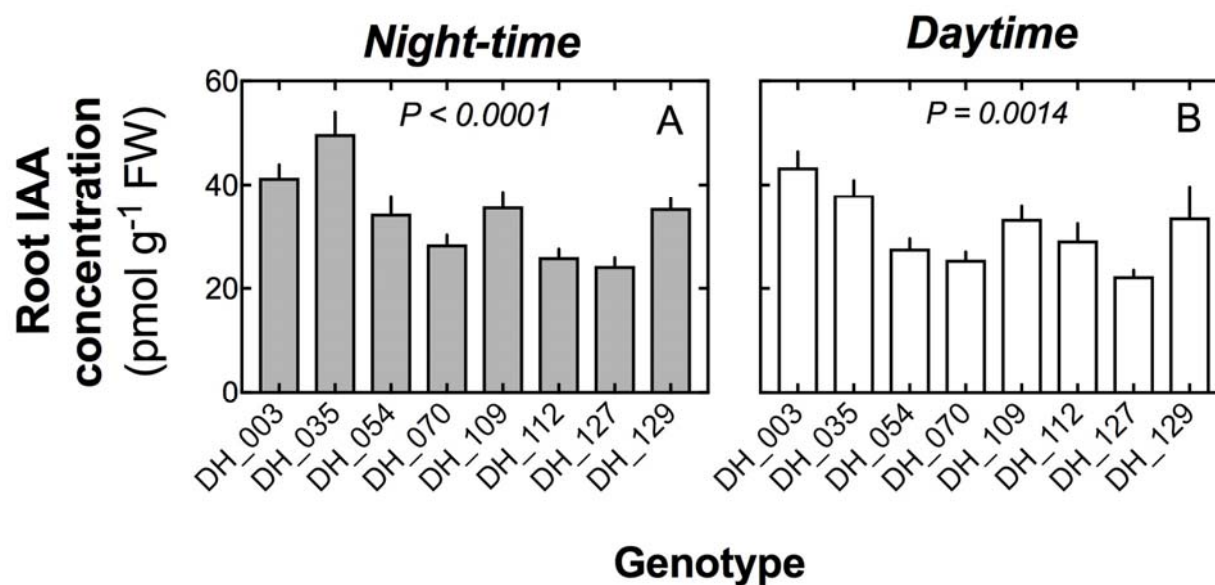 Night-time
Daytime
Root IAA
concentration
(pmol g⁻¹ FW)
60
40
20
0
P < 0.0001
A
P = 0.0014
B
DH_003
DH_035
DH_054
DH_070
DH_109
DH_112
DH_127
DH_129
DH_003
DH_035
DH_054
DH_070
DH_109
DH_112
DH_127
DH_129
Genotype